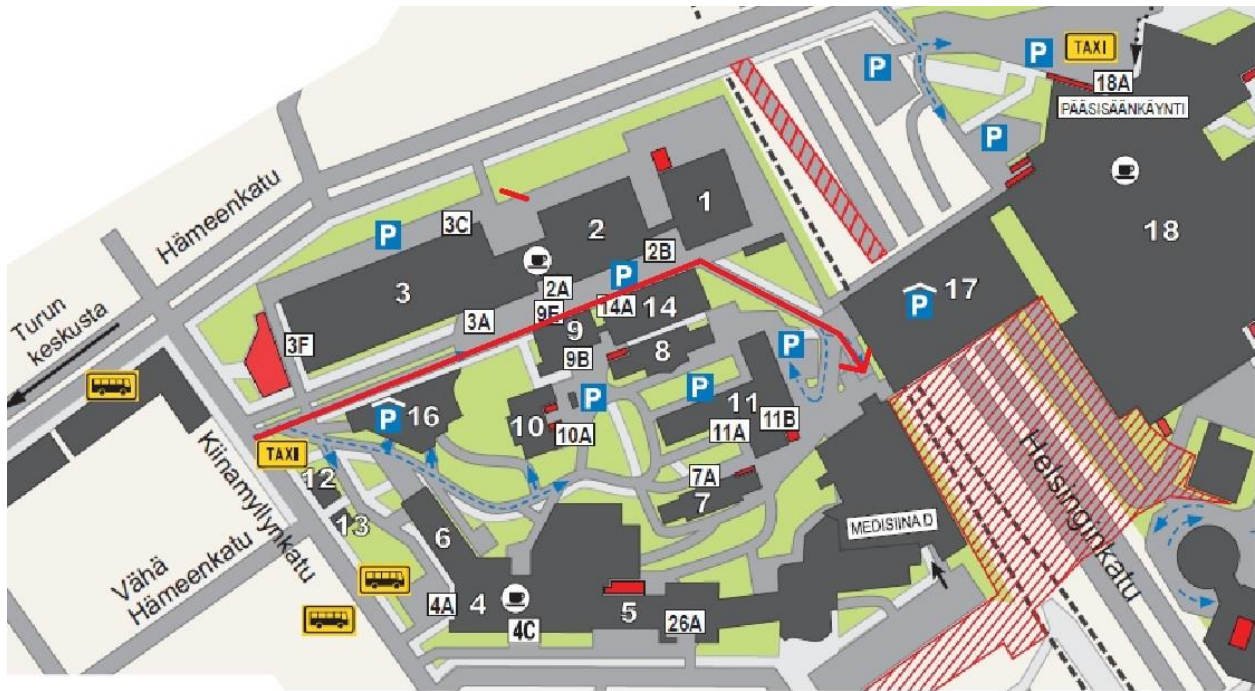 P
TAXI
18A
PÄÄSISÄÄNKÄYNTI
P
P
Hämeenkatu
3C
P
2
1
2B
18
3
2A
P
17
P
Turun
keskusta
3A
9E
14A
14
3F
9
8
P
9B
16
P
P
P
10
11
11B
10A
11A
TAXI
12
7A
7
Helsinginkatu
Kiinamyllynkatu
13
6
MEDISIINA D
Vähä
Hämeenkatu
4A
4
5
26A
4C